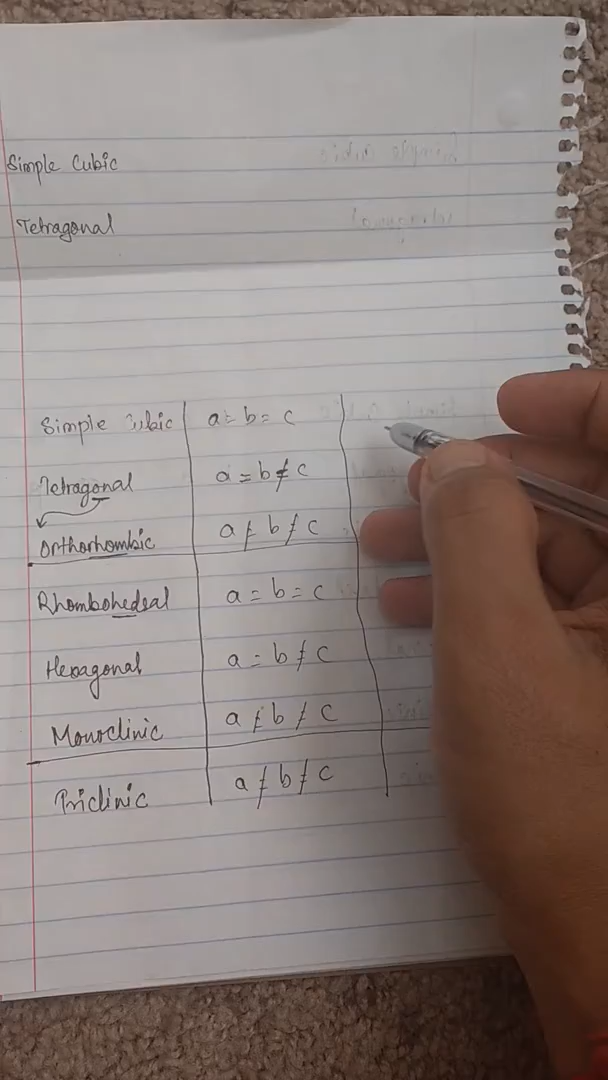 Simple Cubic
Tetragonal
Simple Cubic a = b = c
Tetragonal a = b ≠ c
Orthorhombic a ≠ b ≠ c
Rhombohedral a = b = c
Hexagonal a = b ≠ c
Monoclinic a ≠ b ≠ c
Triclinic a ≠ b ≠ c